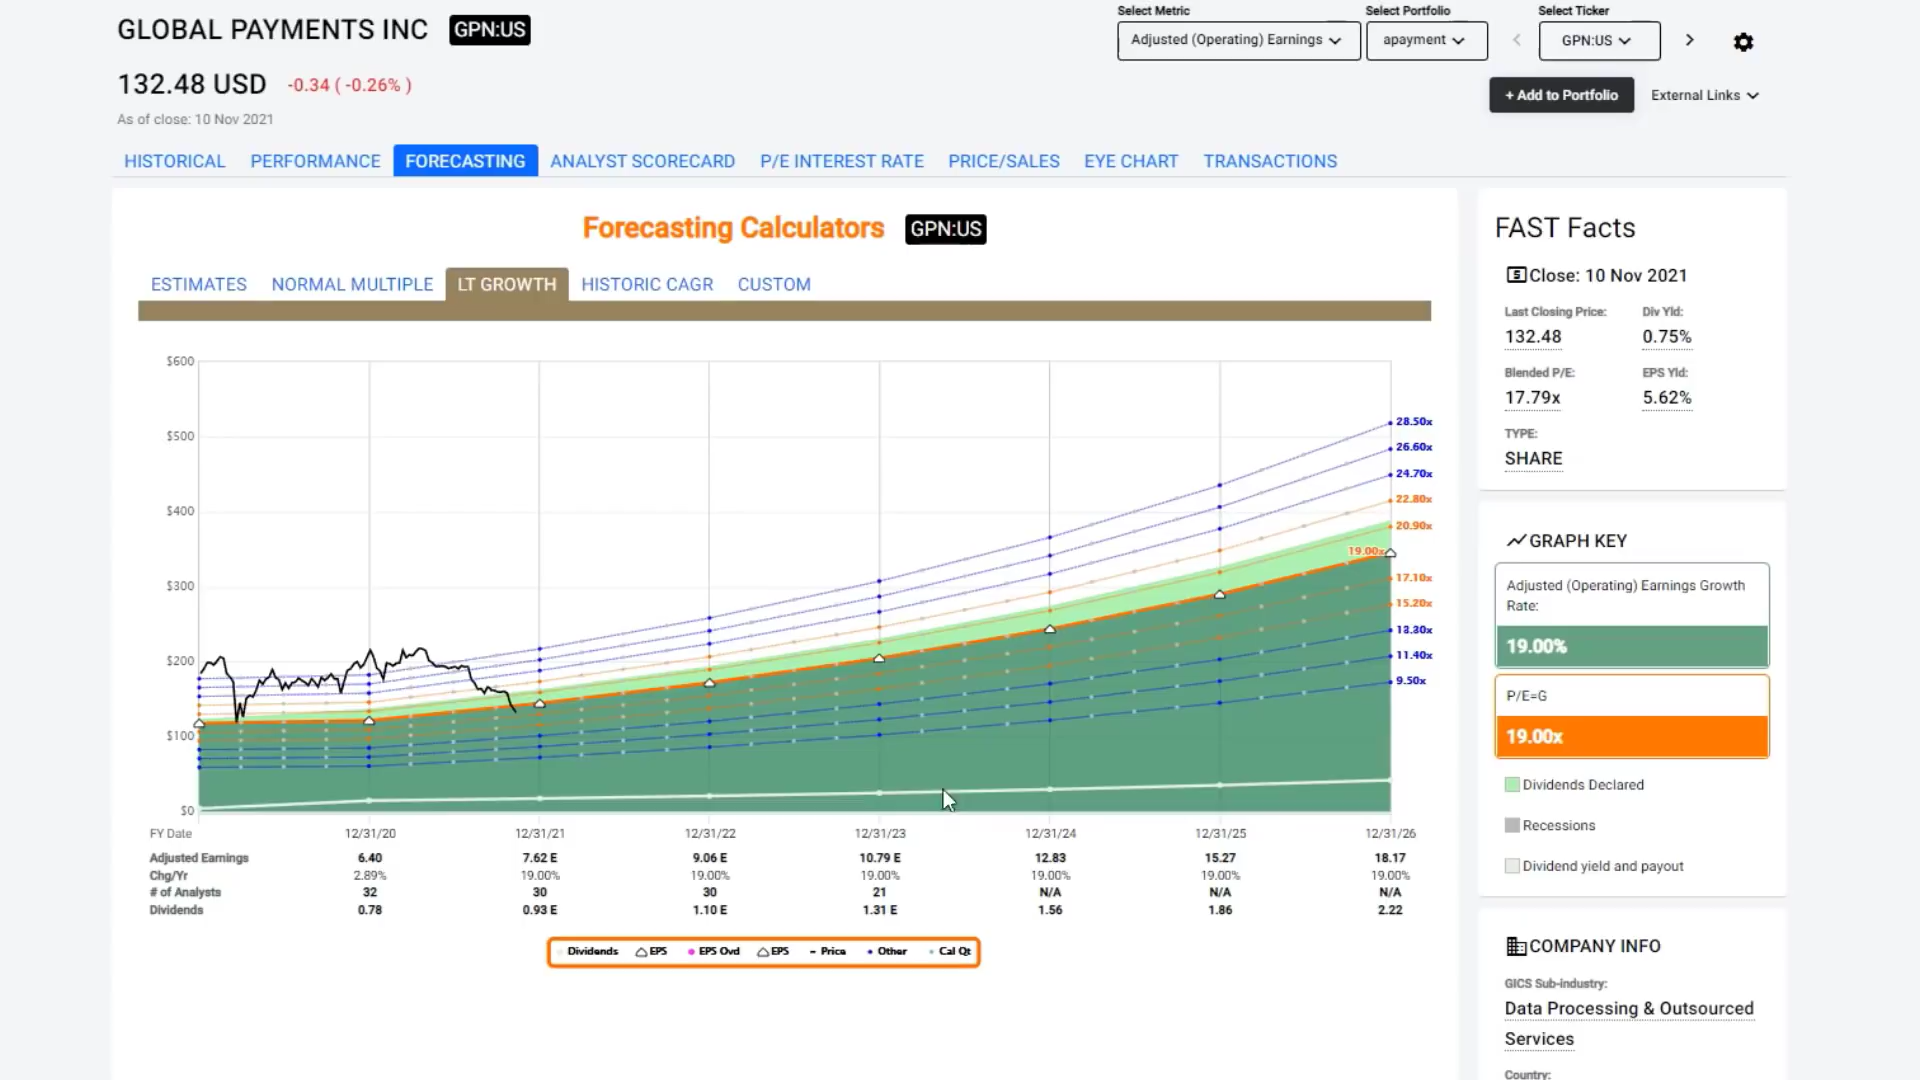 GLOBAL PAYMENTS INC GPN:US
Select Metric Select Portfolio Select Ticker
Adjusted (Operating) Earnings apayment GPN:US
132.48 USD -0.34 ( -0.26% )
+ Add to Portfolio External Links
As of close: 10 Nov 2021
HISTORICAL PERFORMANCE FORECASTING ANALYST SCORECARD P/E INTEREST RATE PRICE/SALES EYE CHART TRANSACTIONS
Forecasting Calculators GPN:US
ESTIMATES NORMAL MULTIPLE LT GROWTH HISTORIC CAGR CUSTOM
$600
$500
$400
$300
$200
$100
$0
28.50x
26.60x
24.70x
22.80x
20.90x
19.00x
17.10x
15.20x
13.30x
11.40x
9.50x
FY Date 12/31/20 12/31/21 12/31/22 12/31/23 12/31/24 12/31/25 12/31/26
Adjusted Earnings 6.40 7.62 E 9.06 E 10.79 E 12.83 15.27 18.17
Chg/Yr 2.89% 19.00% 19.00% 19.00% 19.00% 19.00% 19.00%
# of Analysts 32 30 30 21 N/A N/A N/A
Dividends 0.78 0.93 E 1.10 E 1.31 E 1.56 1.86 2.22
Dividends EPS EPS Ovd EPS Price Other Cal Qt
FAST Facts
Close: 10 Nov 2021
Last Closing Price: Div Yld:
132.48 0.75%
Blended P/E: EPS Yld:
17.79x 5.62%
TYPE:
SHARE
GRAPH KEY
Adjusted (Operating) Earnings Growth
Rate:
19.00%
P/E=G
19.00x
Dividends Declared
Recessions
Dividend yield and payout
COMPANY INFO
GICS Sub-industry:
Data Processing & Outsourced
Services
Country: